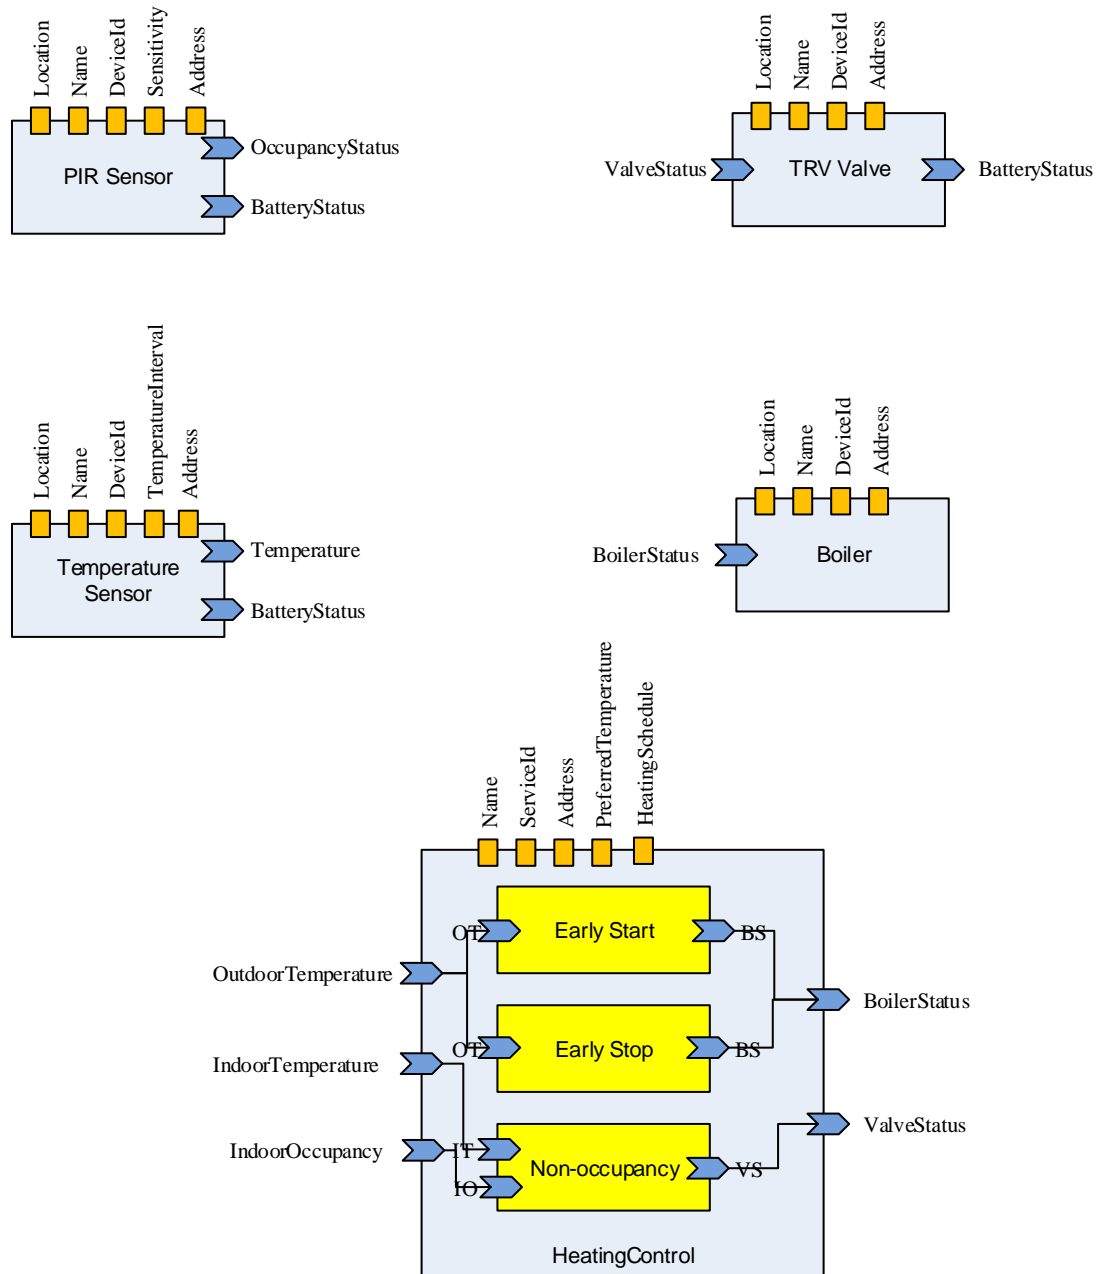 Location
Name
DeviceId
Sensitivity
Address
PIR Sensor
OccupancyStatus
BatteryStatus
Location
Name
DeviceId
Address
ValveStatus
TRV Valve
BatteryStatus
Location
Name
DeviceId
TemperatureInterval
Address
Temperature
Sensor
Temperature
BatteryStatus
Location
Name
DeviceId
Address
BoilerStatus
Boiler
Name
ServiceId
Address
PreferredTemperature
HeatingSchedule
OT
Early Start
BS
OutdoorTemperature
BoilerStatus
OT
Early Stop
BS
IndoorTemperature
ValveStatus
IndoorOccupancy
IT
IO
Non-occupancy
VS
HeatingControl